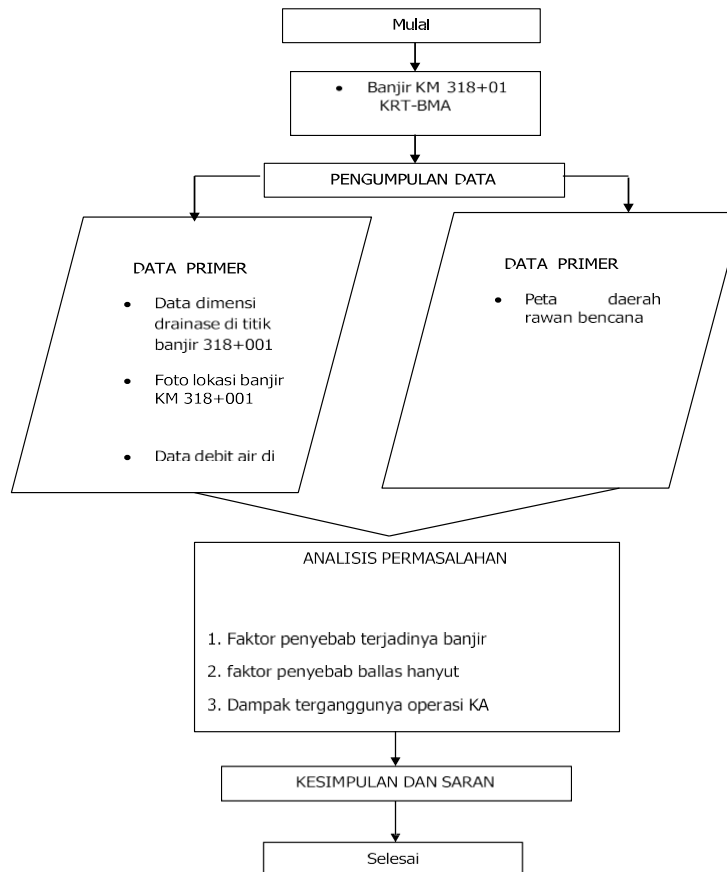 Mulai
• Banjir KM 318+01
KRT-BMA
PENGUMPULAN DATA
DATA PRIMER
• Data dimensi
drainase di titik
banjir 318+001
• Foto lokasi banjir
KM 318+001
• Data debit air di
DATA PRIMER
• Peta daerah
rawan bencana
ANALISIS PERMASALAHAN
1. Faktor penyebab terjadinya banjir
2. faktor penyebab ballas hanyut
3. Dampak terganggunya operasi KA
KESIMPULAN DAN SARAN
Selesai